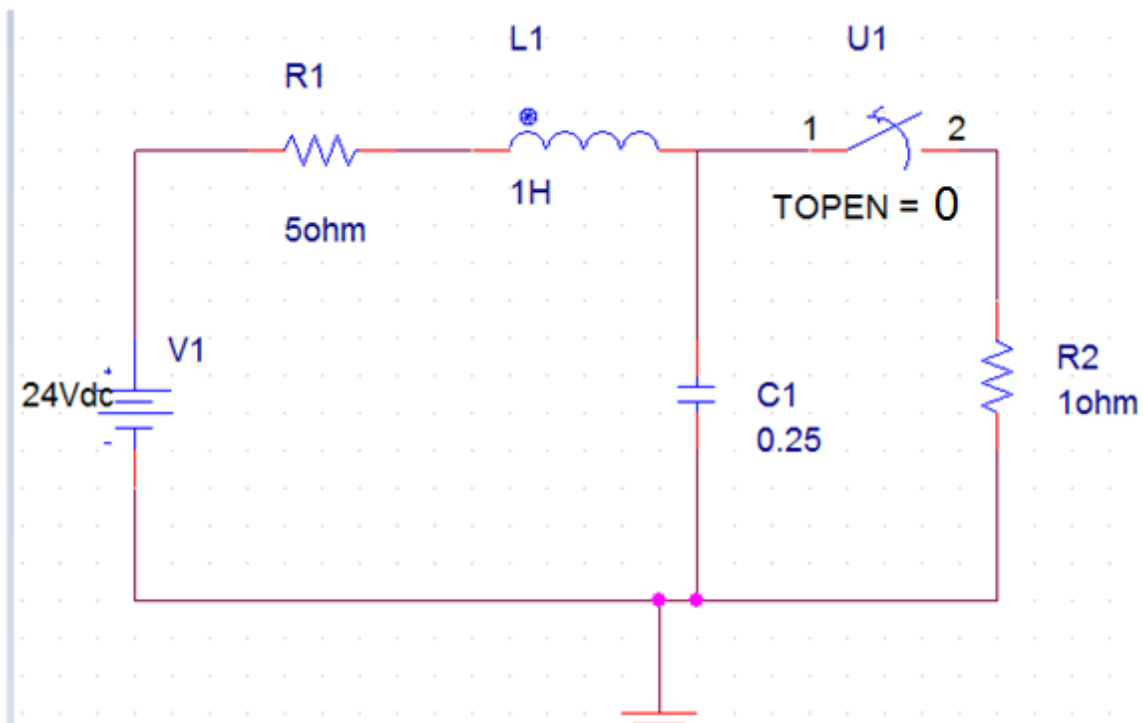 L1
U1
R1
1
2
1H
TOPEN = 0
5ohm
V1
+
24Vdc
-
R2
1ohm
C1
0.25